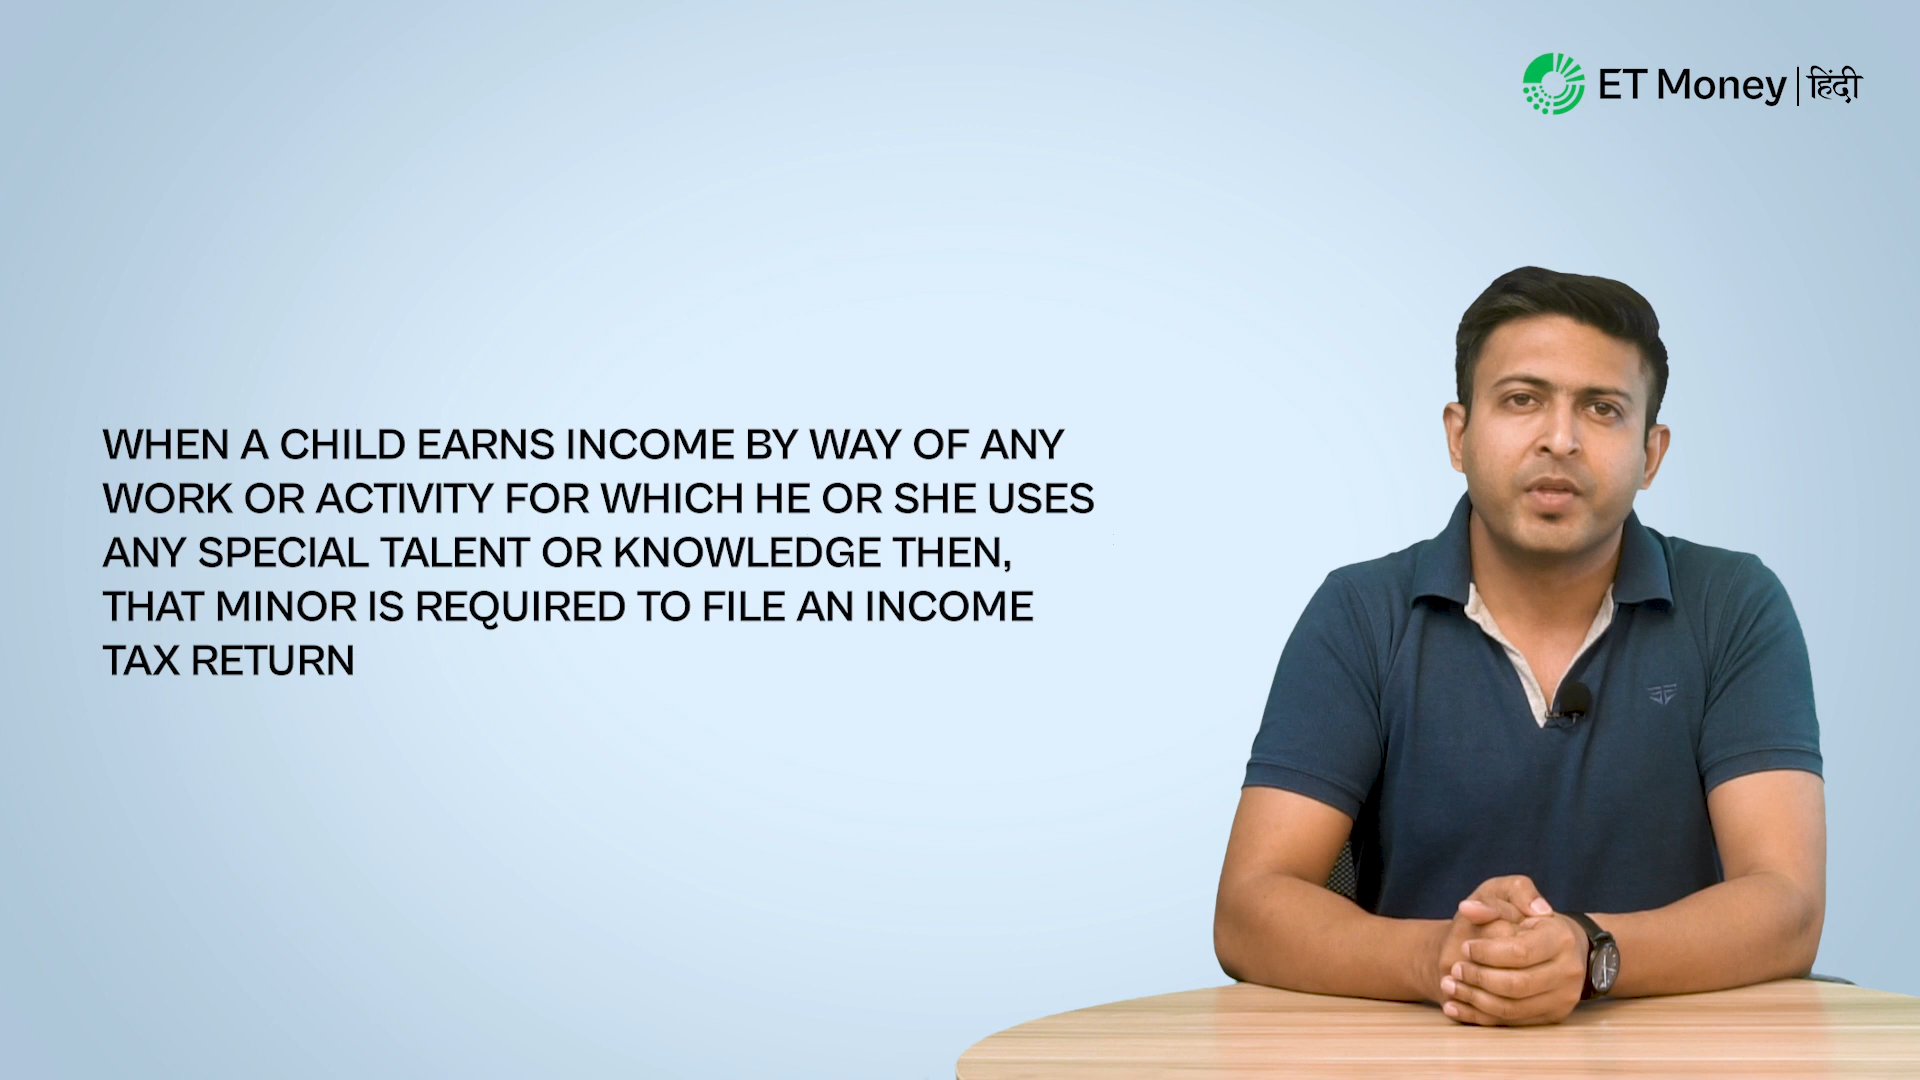 ET Money | हिंदी
WHEN A CHILD EARNS INCOME BY WAY OF ANY
WORK OR ACTIVITY FOR WHICH HE OR SHE USES
ANY SPECIAL TALENT OR KNOWLEDGE THEN,
THAT MINOR IS REQUIRED TO FILE AN INCOME
TAX RETURN